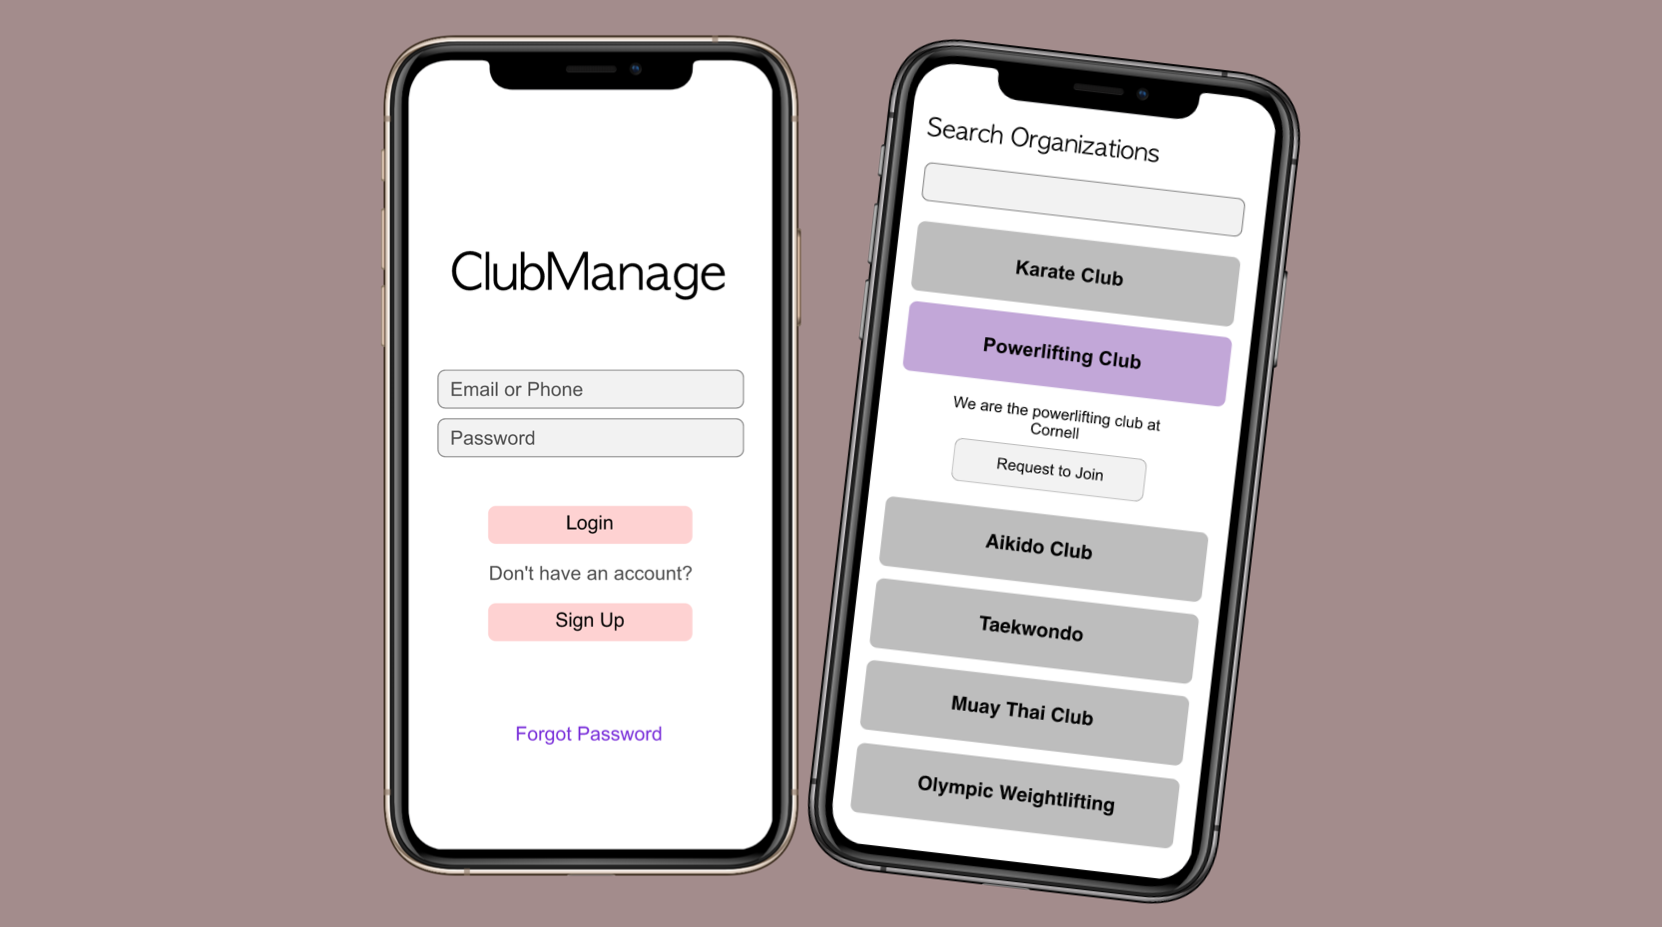 ClubManage
Email or Phone
Password
Login
Don't have an account?
Sign Up
Forgot Password
Search Organizations
Karate Club
Powerlifting Club
We are the powerlifting club at
Cornell
Request to Join
Aikido Club
Taekwondo
Muay Thai Club
Olympic Weightlifting